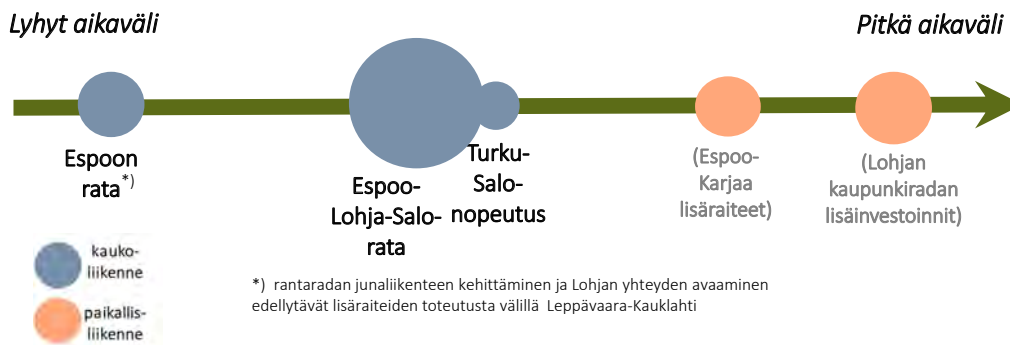 Lyhyt aikaväli
Pitkä aikaväli
Espoon
rata*)
Espoo-
Lohja-Salo-
rata
Turku-
Salo-
nopeutus
(Espoo-
Karjaa
lisäraiteet)
(Lohjan
kaupunkiradan
lisäinvestoinnit)
kauko-
liikenne
paikallis-
liikenne
*) rantaradan junaliikenteen kehittäminen ja Lohjan yhteyden avaaminen
edellytävät lisäraiteiden toteutusta välillä Leppävaara-Kauklahti